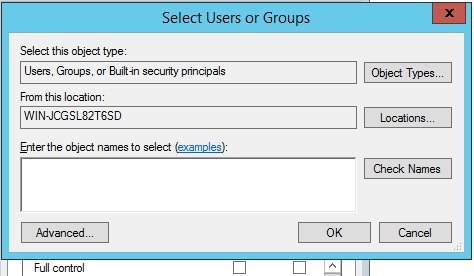 Select Users or Groups
x
Select this object type:
Users, Groups, or Built-in security principals
Object Types...
From this location:
WIN-JCGSL82T6SD
Locations...
Enter the object names to select (examples):
Check Names
Advanced...
OK
Cancel
Full control